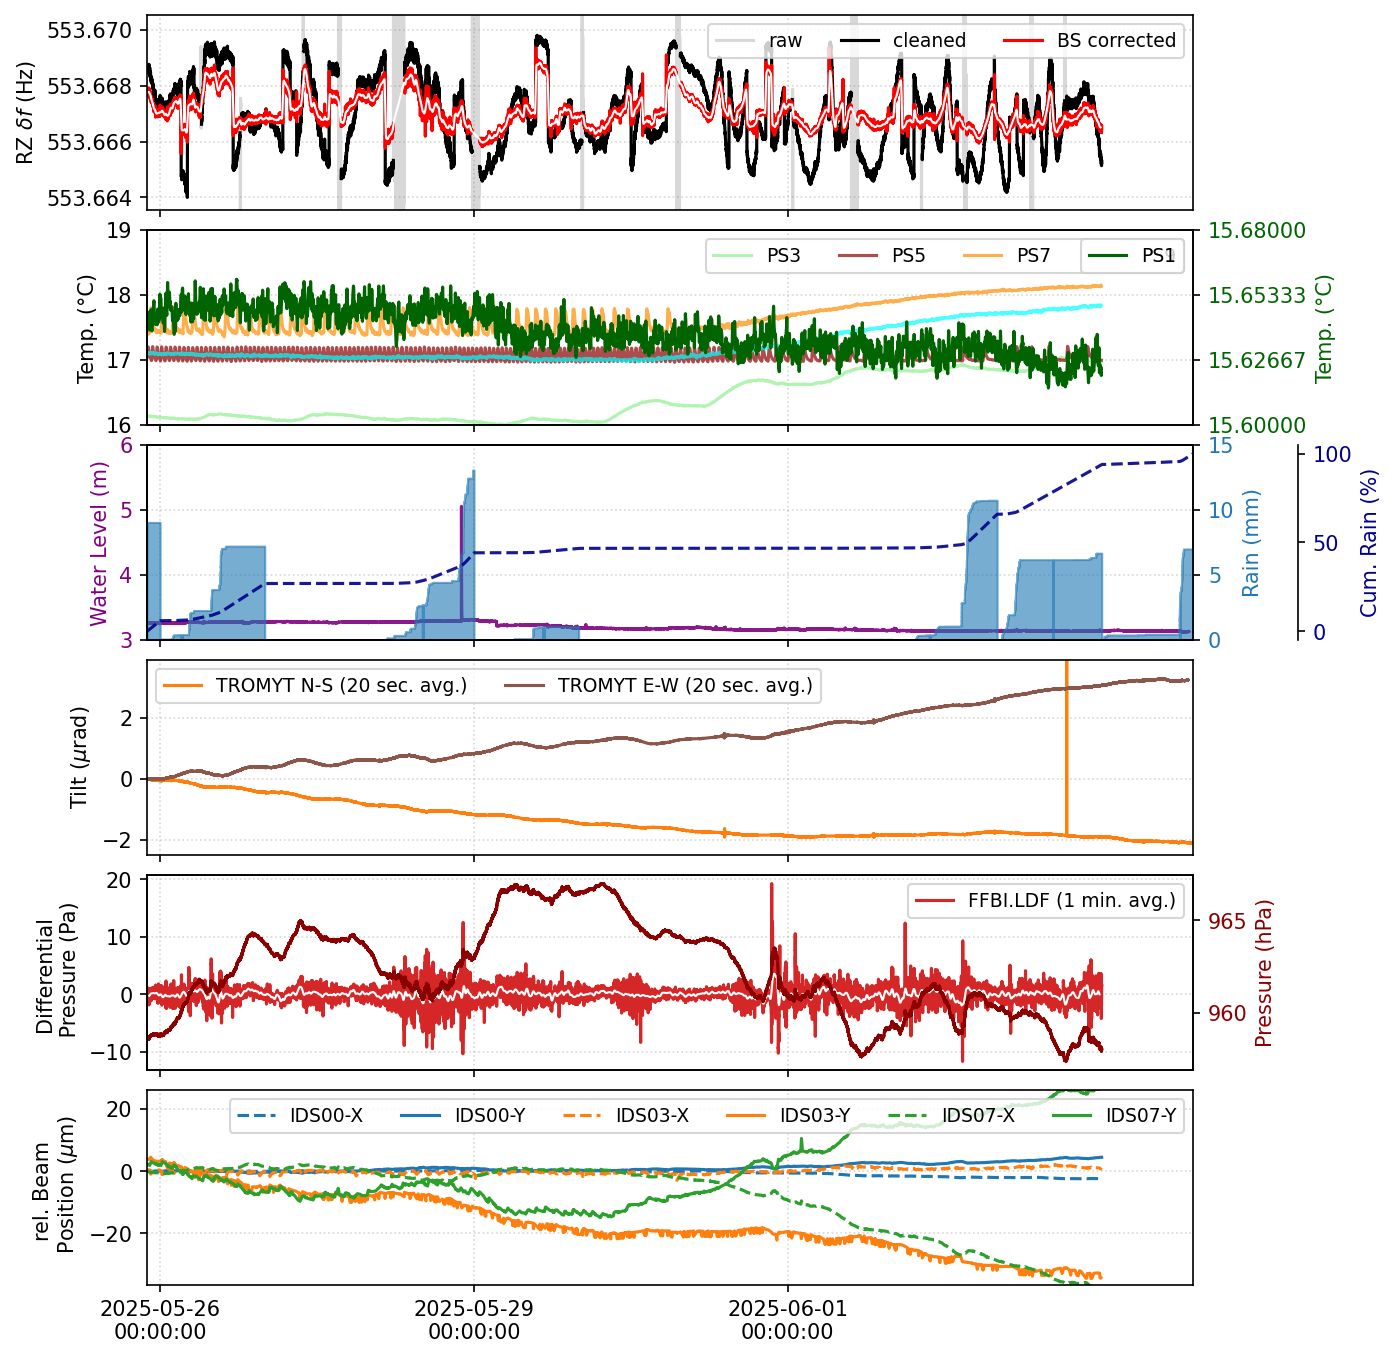 RZ δf (Hz)
553.670
553.668
553.666
553.664
raw
cleaned
BS corrected
Temp. (°C)
19
18
17
16
PS3
PS5
PS7
PS1
15.68000
15.65333
15.62667
15.60000
Temp. (°C)
Water Level (m)
6
5
4
3
15
10
5
0
Rain (mm)
100
50
0
Cum. Rain (%)
Tilt (μrad)
2
0
−2
TROMYT N-S (20 sec. avg.)
TROMYT E-W (20 sec. avg.)
Differential
Pressure (Pa)
20
10
0
−10
FFBI.LDF (1 min. avg.)
965
960
Pressure (hPa)
rel. Beam
Position (μm)
20
0
−20
IDS00-X
IDS00-Y
IDS03-X
IDS03-Y
IDS07-X
IDS07-Y
2025-05-26
00:00:00
2025-05-29
00:00:00
2025-06-01
00:00:00